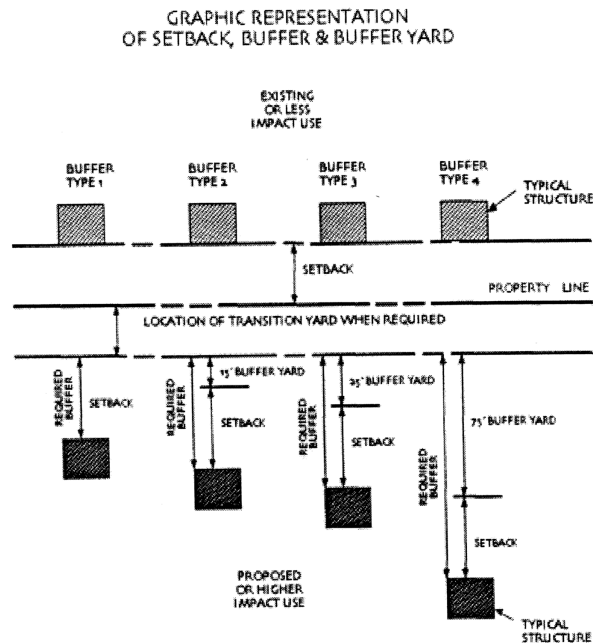 GRAPHIC REPRESENTATION
OF SETBACK, BUFFER & BUFFER YARD
EXISTING
OR LESS
IMPACT USE
BUFFER
TYPE 1
BUFFER
TYPE 2
BUFFER
TYPE 3
BUFFER
TYPE 4
TYPICAL
STRUCTURE
SETBACK
PROPERTY LINE
LOCATION OF TRANSITION YARD WHEN REQUIRED
REQUIRED
BUFFER
SETBACK
REQUIRED
BUFFER
15' BUFFER YARD
SETBACK
REQUIRED
BUFFER
25' BUFFER YARD
SETBACK
REQUIRED
BUFFER
75' BUFFER YARD
SETBACK
PROPOSED
OR HIGHER
IMPACT USE
TYPICAL
STRUCTURE